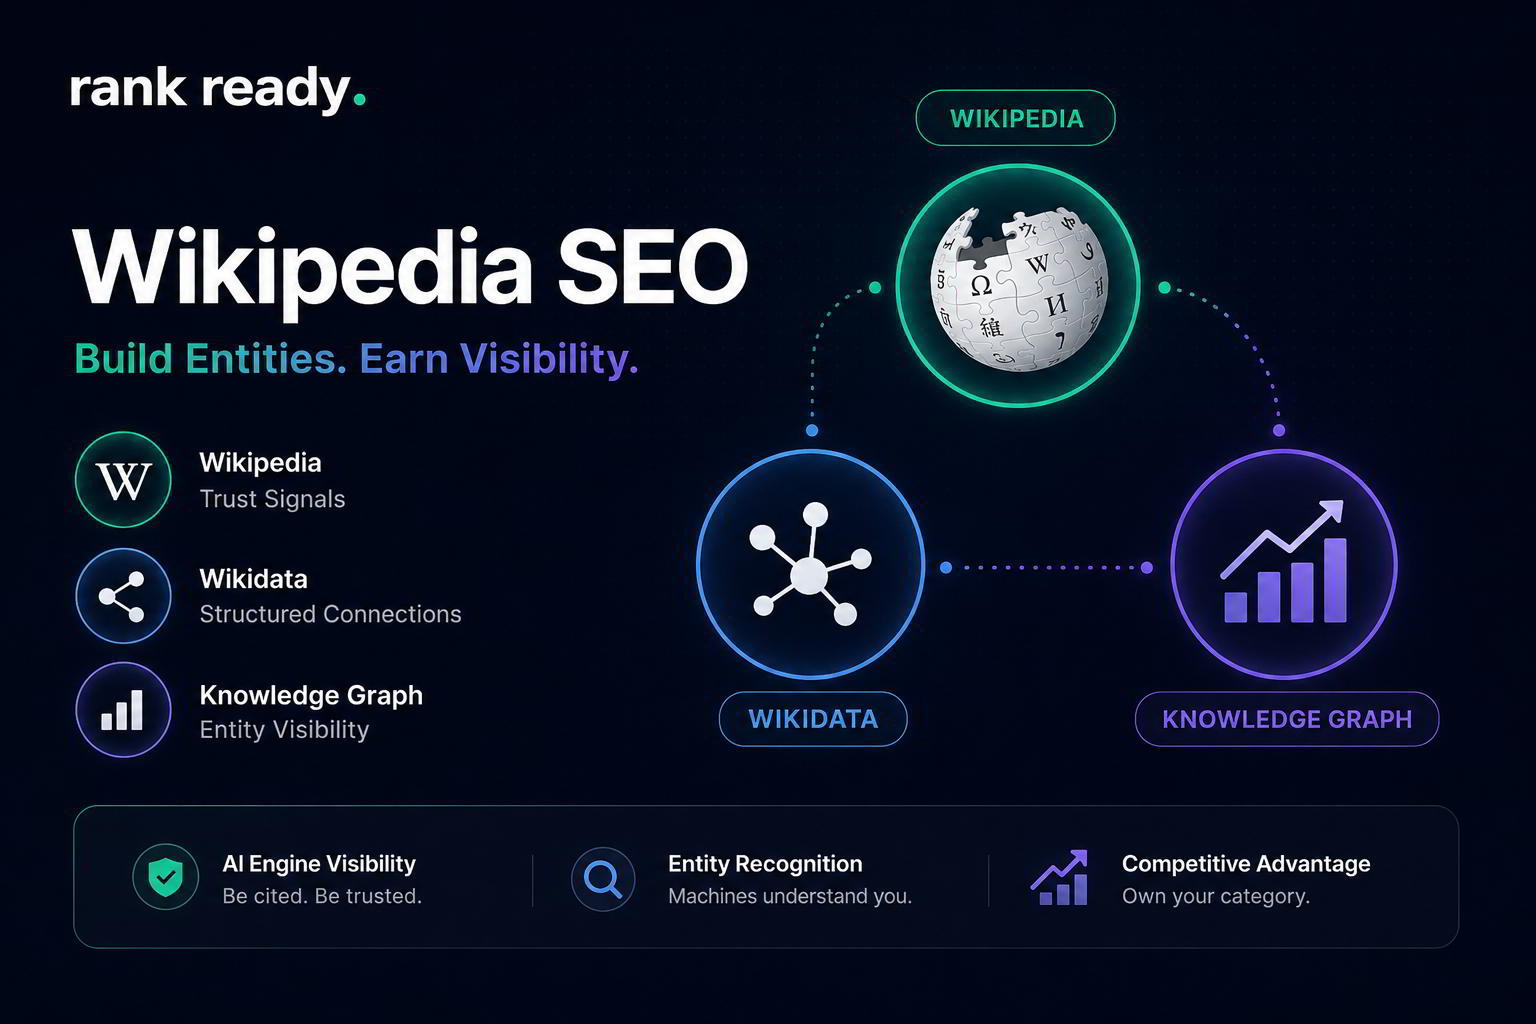 rank ready.
WIKIPEDIA
Wikipedia SEO
Build Entities. Earn Visibility.
Ω
W
И
維
W
Wikipedia
Trust Signals
Wikidata
Structured Connections
Knowledge Graph
Entity Visibility
WIKIDATA
KNOWLEDGE GRAPH
AI Engine Visibility
Be cited. Be trusted.
Entity Recognition
Machines understand you.
Competitive Advantage
Own your category.